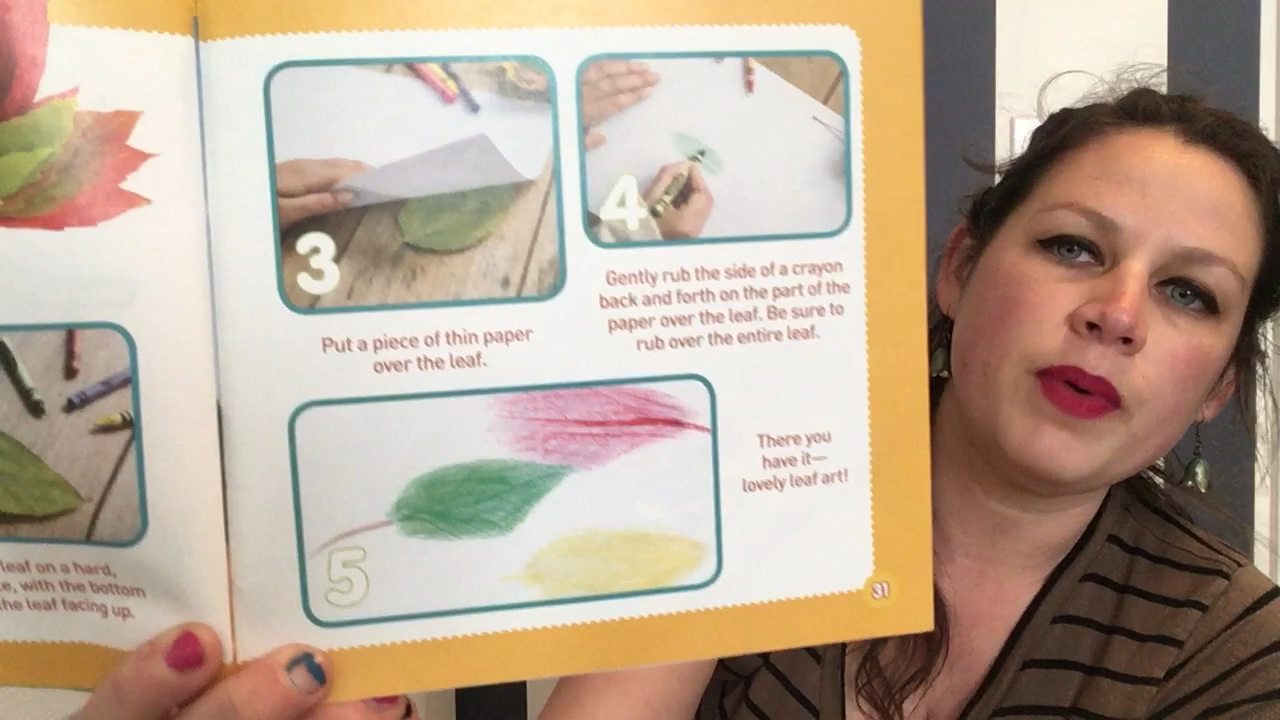 leaf on a hard,
with the bottom
the leaf facing up.
3
Put a piece of thin paper
over the leaf.
4
Gently rub the side of a crayon
back and forth on the part of the
paper over the leaf. Be sure to
rub over the entire leaf.
5
There you
have it—
lovely leaf art!
31